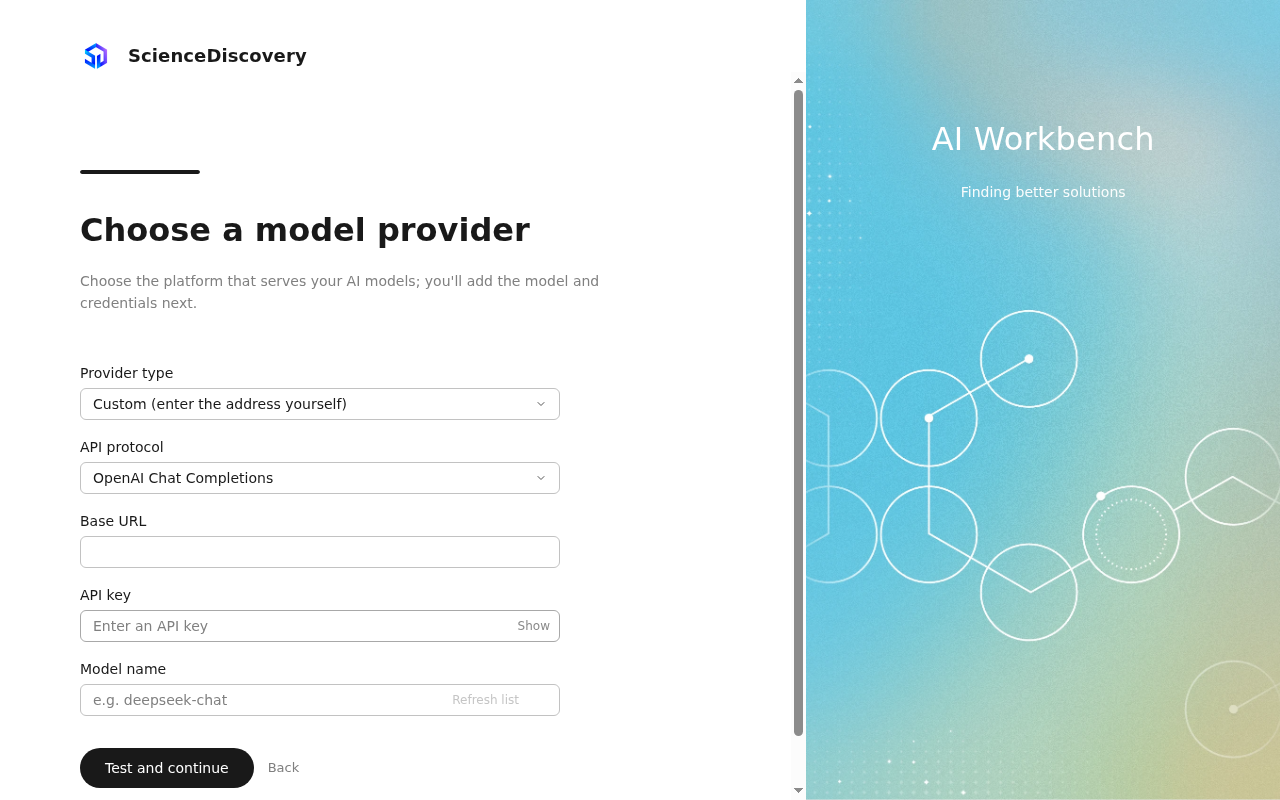 ScienceDiscovery
Choose a model provider
Choose the platform that serves your AI models; you'll add the model and
credentials next.
Provider type
Custom (enter the address yourself)
API protocol
OpenAI Chat Completions
Base URL
API key
Enter an API key
Show
Model name
e.g. deepseek-chat
Refresh list
Test and continue
Back
AI Workbench
Finding better solutions